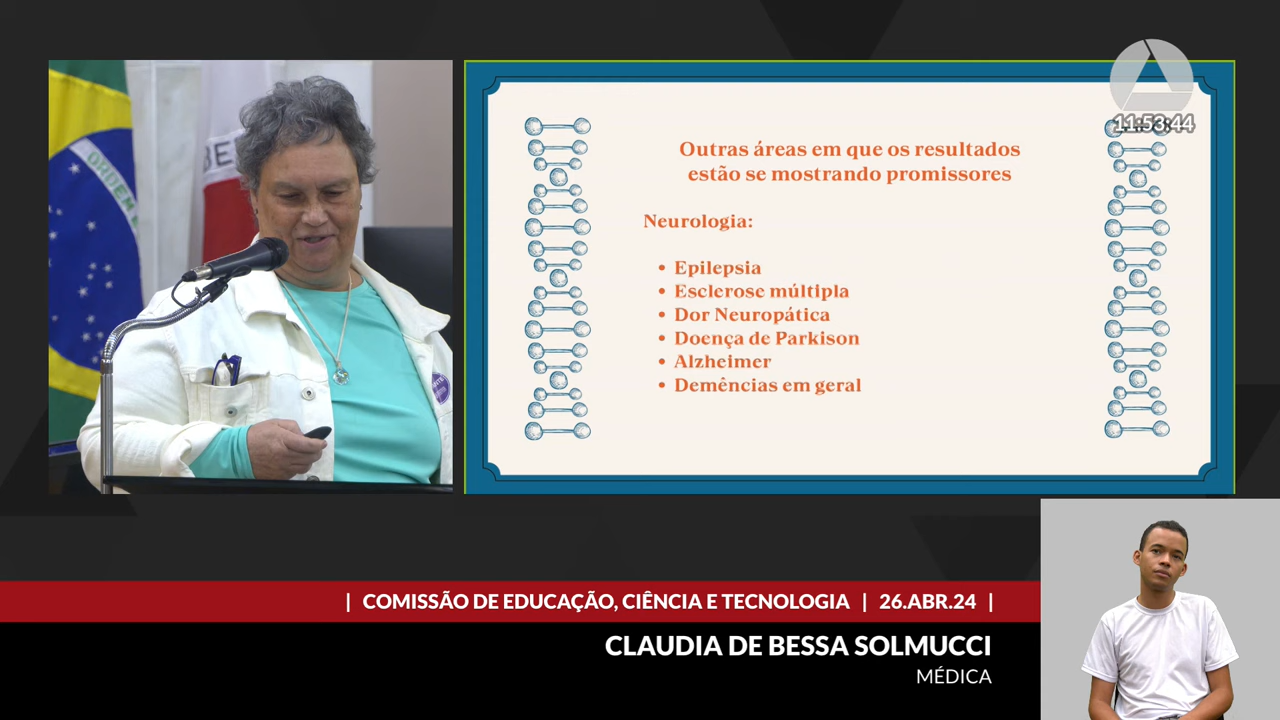 11:53:44
Outras áreas em que os resultados
estão se mostrando promissores
Neurologia:
• Epilepsia
• Esclerose múltipla
• Dor Neuropática
• Doença de Parkison
• Alzheimer
• Demências em geral
ORDEM E
BE
| COMISSÃO DE EDUCAÇÃO, CIÊNCIA E TECNOLOGIA | 26.ABR.24 |
CLAUDIA DE BESSA SOLMUCCI
MÉDICA